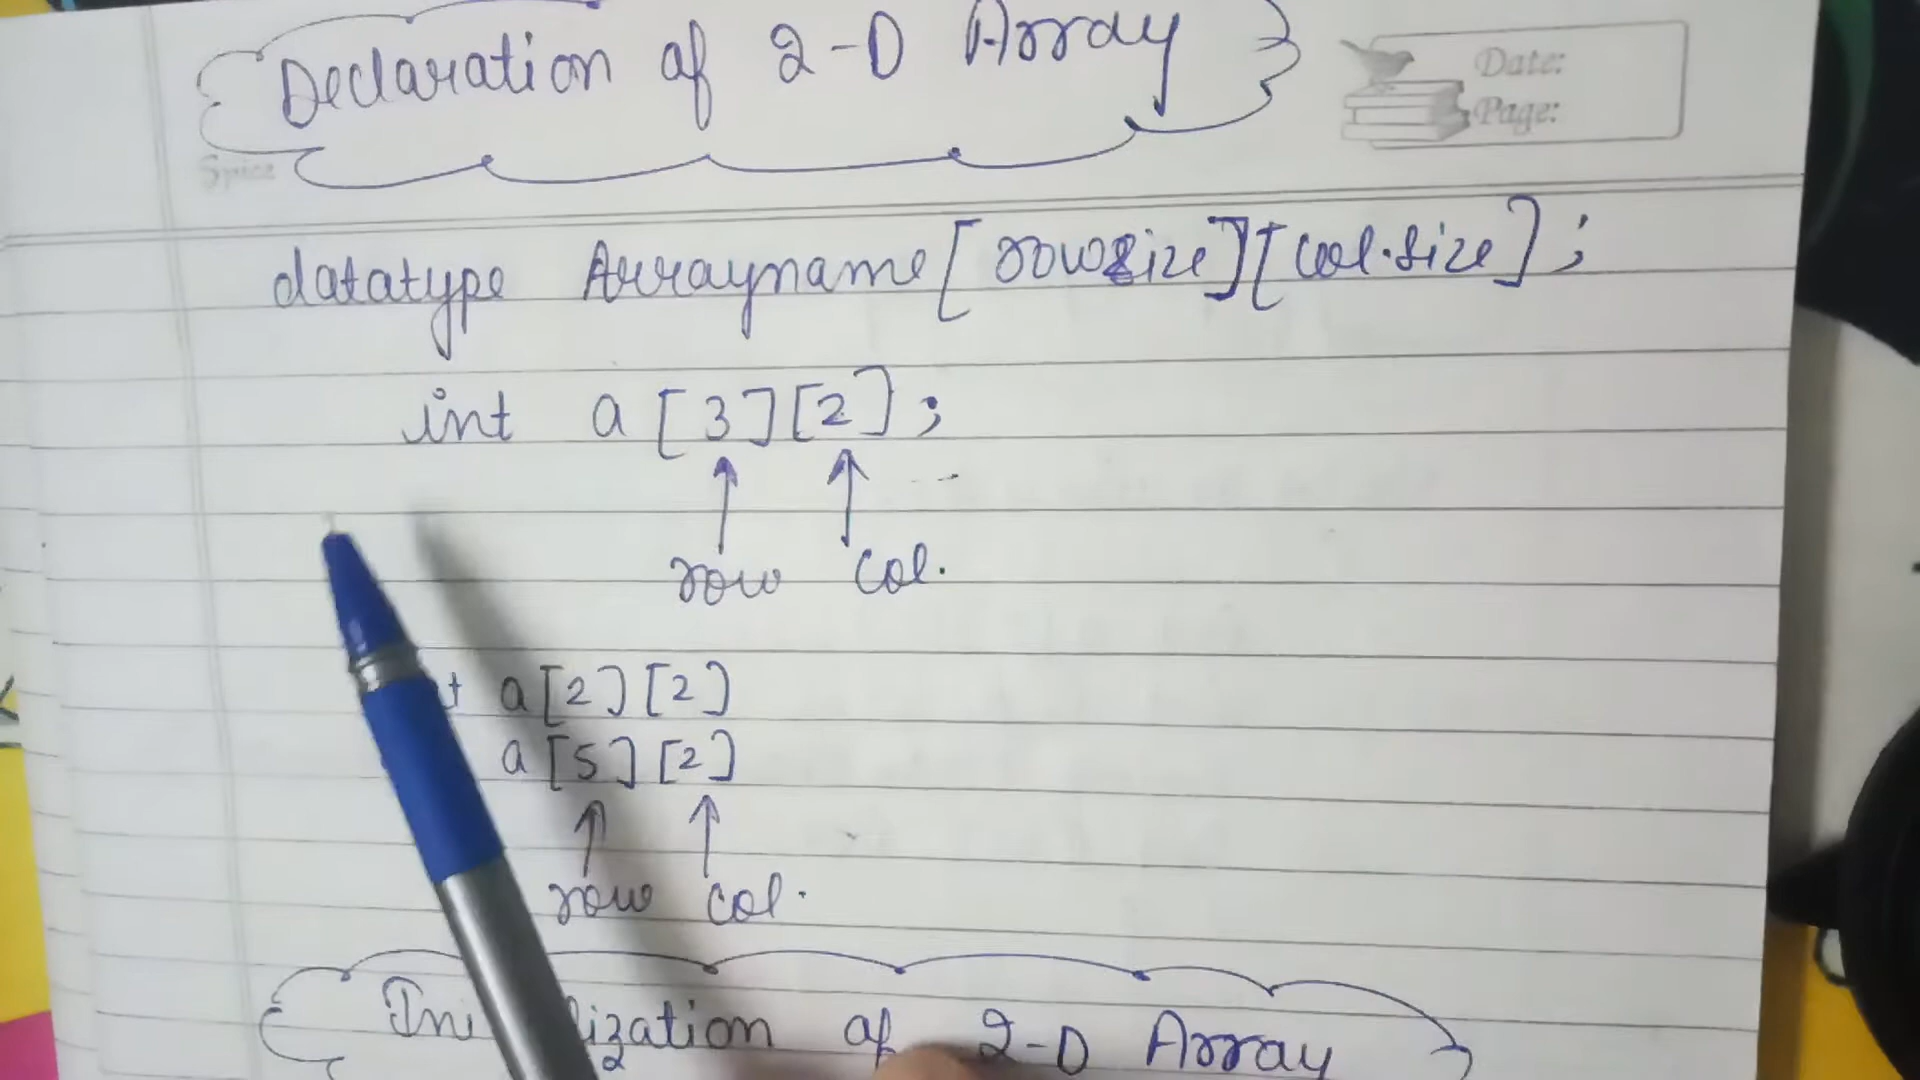 Declaration of 2-D Array
Date:
Page:
Spice
datatype Arrayname[rowsize][col.size];
int a[3][2];
row col.
a[2][2]
a[5][2]
row col.
of 2-D Array